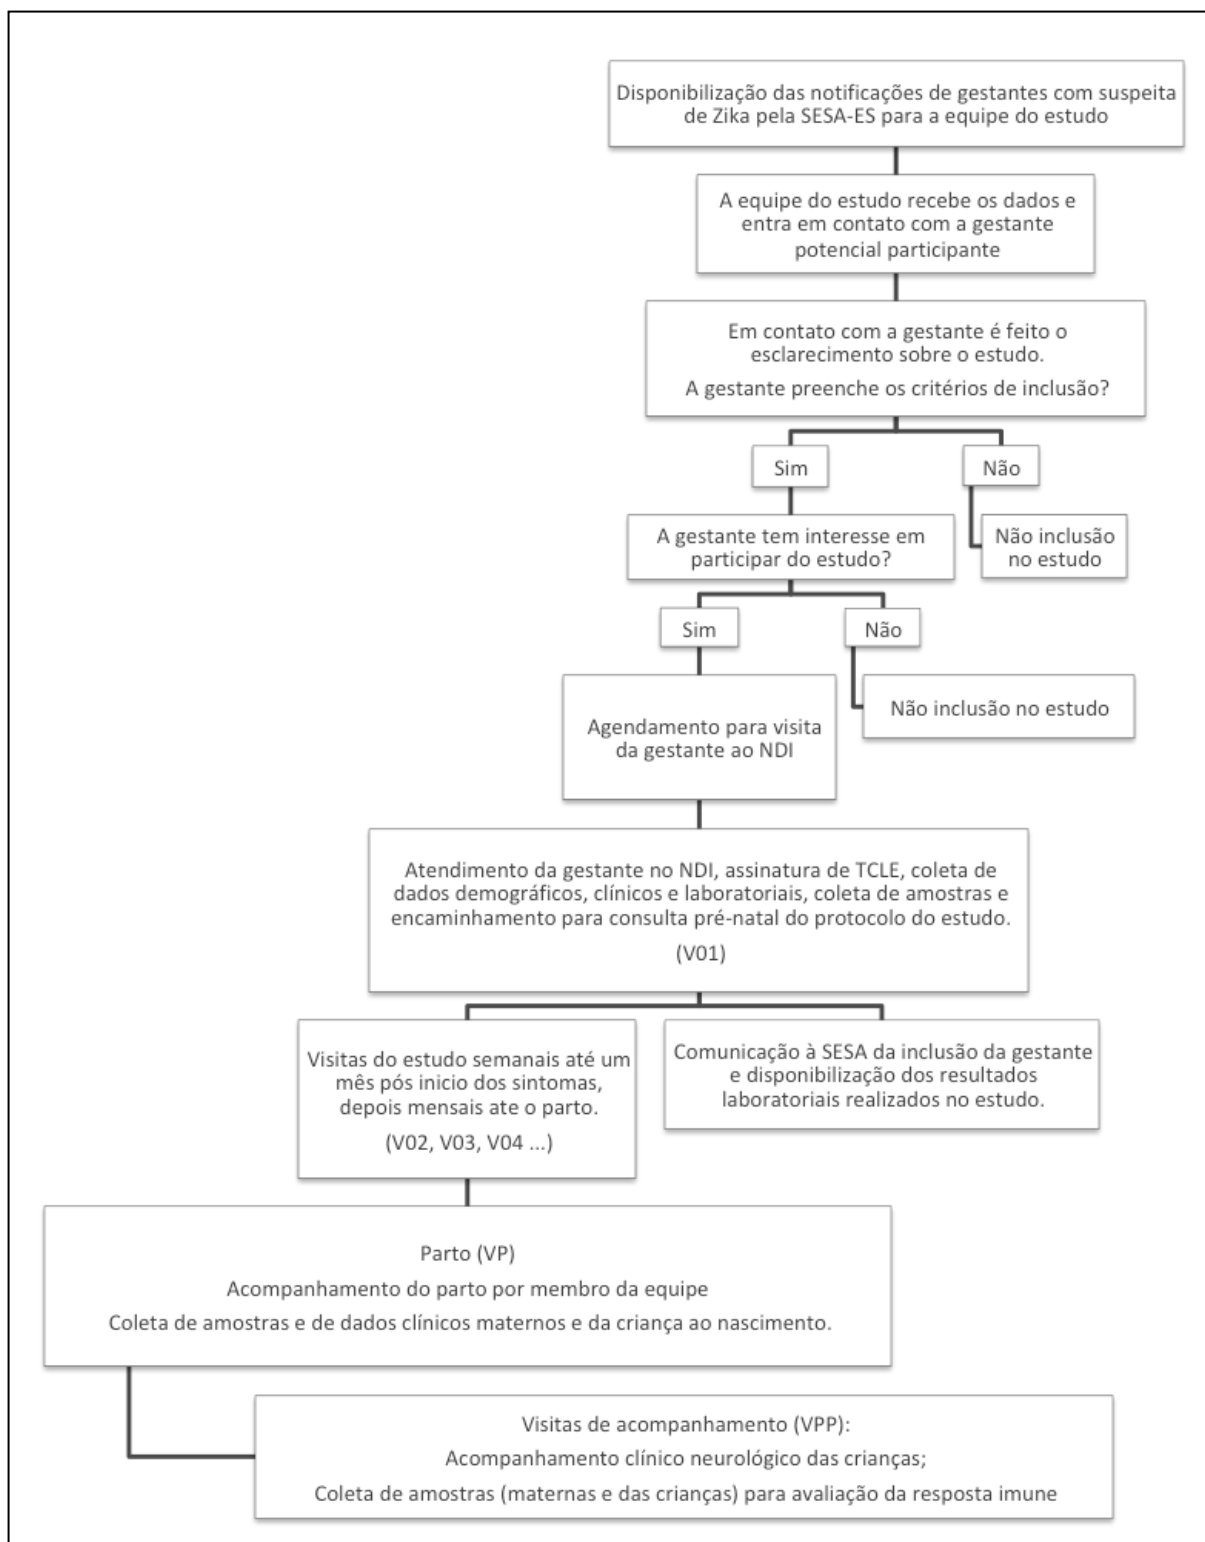 Disponibilização das notificações de gestantes com suspeita
de Zika pela SESA-ES para a equipe do estudo
A equipe do estudo recebe os dados e
entra em contato com a gestante
potencial participante
Em contato com a gestante é feito o
esclarecimento sobre o estudo.
A gestante preenche os critérios de inclusão?
Sim
Não
A gestante tem interesse em
participar do estudo?
Não inclusão
no estudo
Sim
Não
Agendamento para visita
da gestante ao NDI
Não inclusão no estudo
Atendimento da gestante no NDI, assinatura de TCLE, coleta de
dados demográficos, clínicos e laboratoriais, coleta de amostras e
encaminhamento para consulta pré-natal do protocolo do estudo.
(V01)
Visitas do estudo semanais até um
mês pós inicio dos sintomas,
depois mensais ate o parto.
(V02, V03, V04 ...)
Comunicação à SESA da inclusão da gestante
e disponibilização dos resultados
laboratoriais realizados no estudo.
Parto (VP)
Acompanhamento do parto por membro da equipe
Coleta de amostras e de dados clínicos maternos e da criança ao nascimento.
Visitas de acompanhamento (VPP):
Acompanhamento clínico neurológico das crianças;
Coleta de amostras (maternas e das crianças) para avaliação da resposta imune